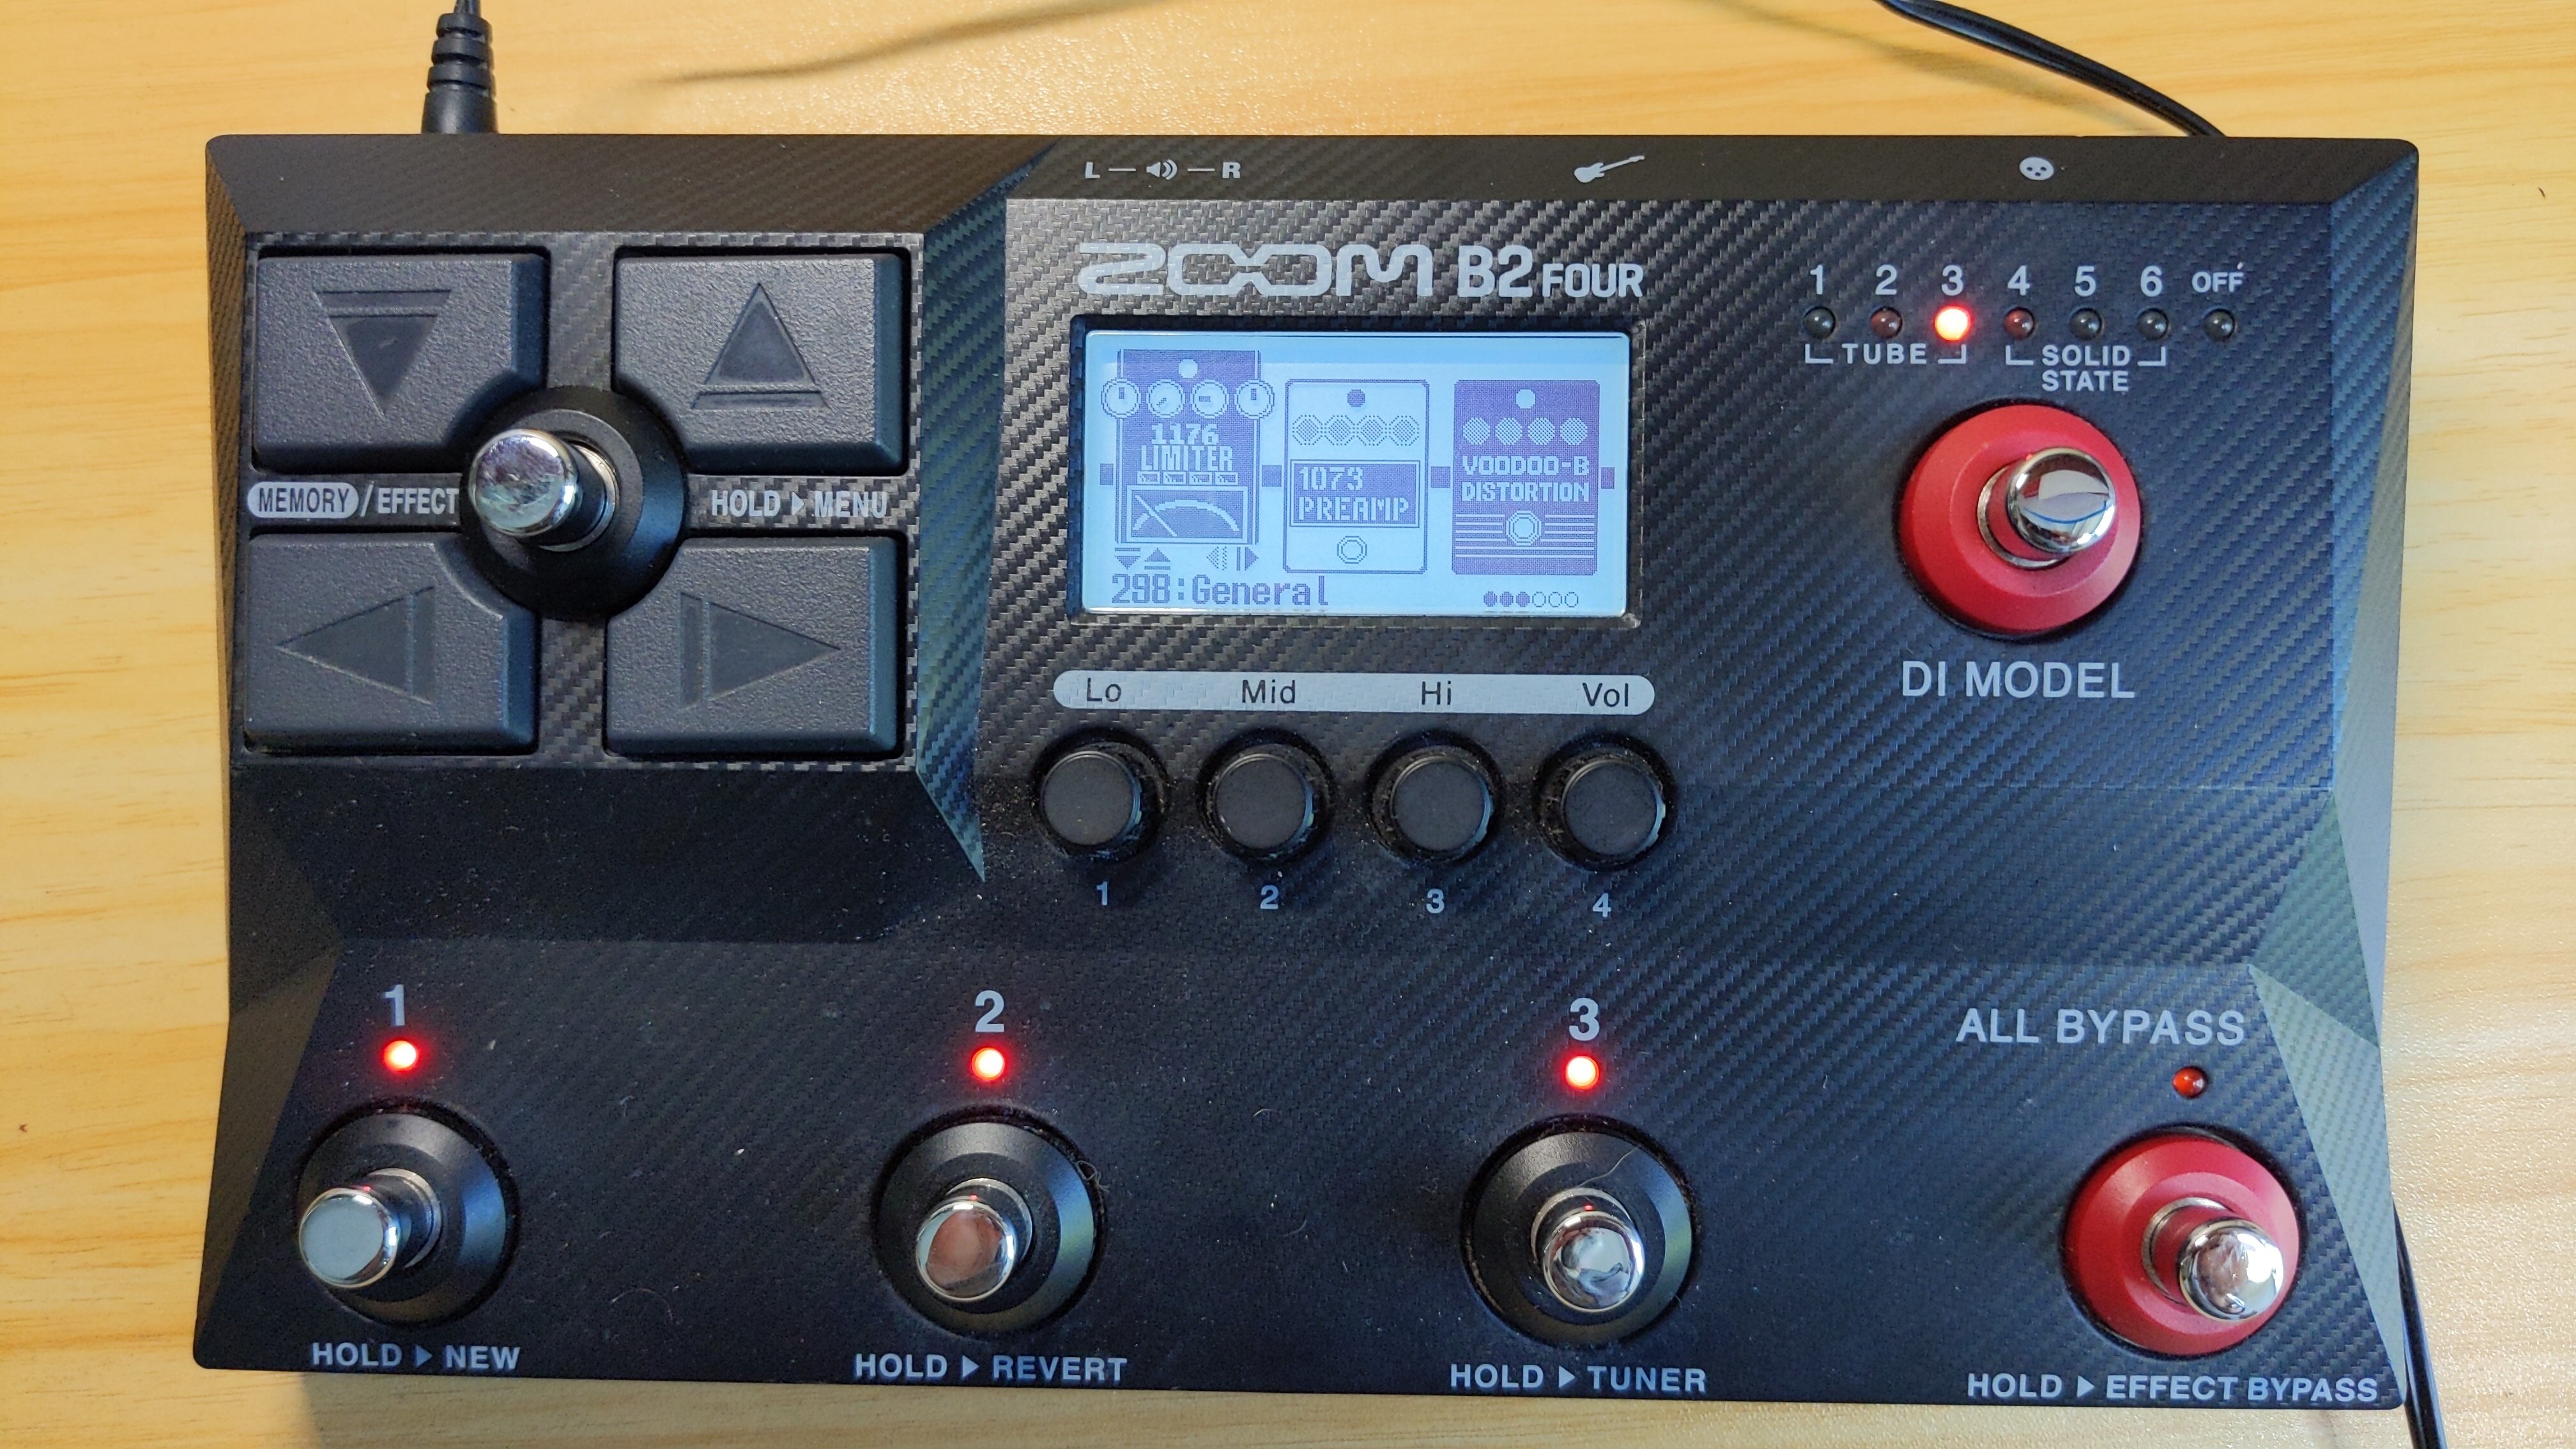 L R
ZOOM B2 FOUR
1 2 3 4 5 6 OFF
TUBE
SOLID
STATE
1176
LIMITER
1073
PREAMP
VOODOO-B
DISTORTION
298:General
MEMORY/EFFECT
HOLD ▶ MENU
DI MODEL
Lo Mid Hi Vol
1 2 3 4
1 2 3
ALL BYPASS
HOLD ▶ NEW
HOLD ▶ REVERT
HOLD ▶ TUNER
HOLD ▶ EFFECT BYPASS